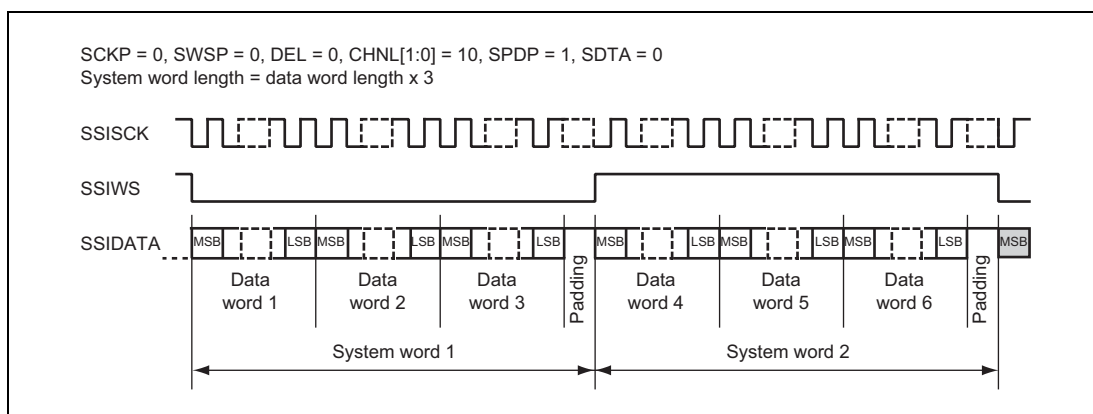 SCKP = 0, SWSP = 0, DEL = 0, CHNL[1:0] = 10, SPDP = 1, SDTA = 0
System word length = data word length x 3
SSISCK
SSIWS
SSIDATA
MSB LSB MSB LSB MSB LSB MSB LSB MSB LSB MSB LSB MSB
Data word 1
Data word 2
Data word 3
Padding
Data word 4
Data word 5
Data word 6
Padding
System word 1
System word 2